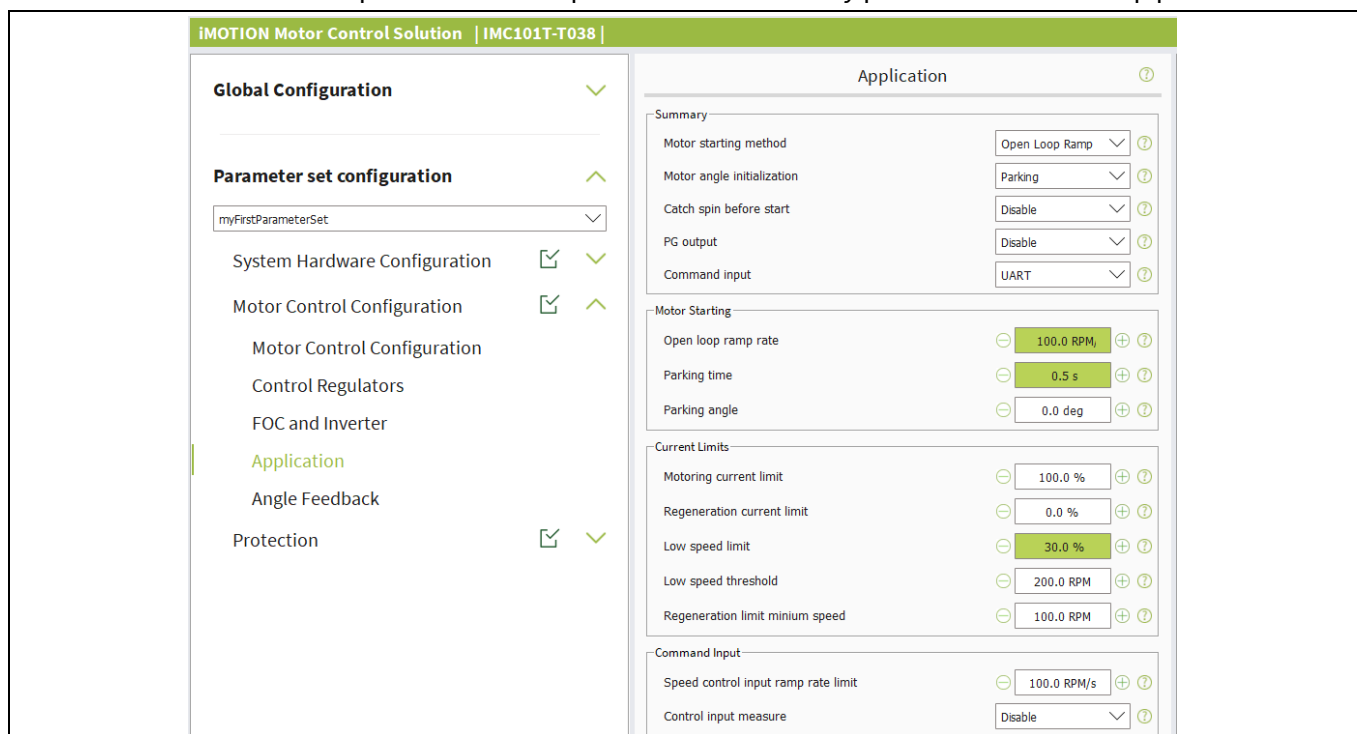 iMOTION Motor Control Solution | IMC101T-T038 |
Global Configuration
Parameter set configuration
myFirstParameterSet
System Hardware Configuration
Motor Control Configuration
Motor Control Configuration
Control Regulators
FOC and Inverter
Application
Angle Feedback
Protection
Application
Summary
Motor starting method Open Loop Ramp
Motor angle initialization Parking
Catch spin before start Disable
PG output Disable
Command input UART
Motor Starting
Open loop ramp rate 100.0 RPM/
Parking time 0.5 s
Parking angle 0.0 deg
Current Limits
Motoring current limit 100.0 %
Regeneration current limit 0.0 %
Low speed limit 30.0 %
Low speed threshold 200.0 RPM
Regeneration limit minium speed 100.0 RPM
Command Input
Speed control input ramp rate limit 100.0 RPM/s
Control input measure Disable